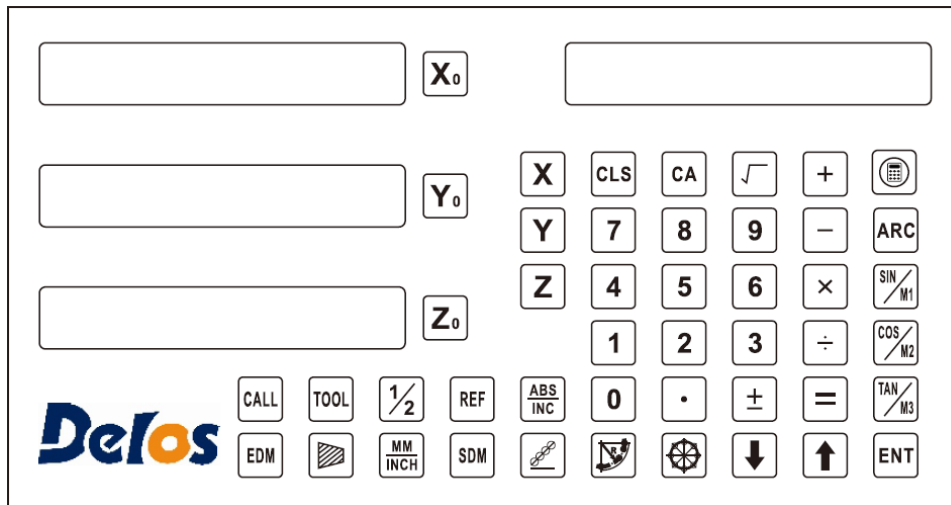 X₀
X CLS CA √ +
Y₀
Y 7 8 9 − ARC
Z 4 5 6 × SIN/M1
Z₀
1 2 3 ÷ COS/M2
CALL TOOL 1/2 REF ABS/INC 0 · ± = TAN/M3
Delos
EDM MM/INCH SDM R ↓ ↑ ENT